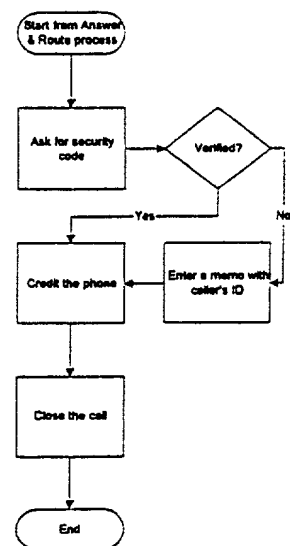 Start from Answer
& Route process
Ask for security
code
Verified?
Yes
No
Credit the phone
Enter a memo with
caller's ID
Close the call
End